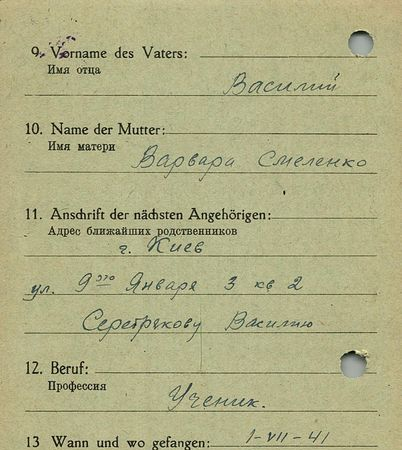 9. Vorname des Vaters:
Имя отца
Василий
10. Name der Mutter:
Имя матери
Варвара Смеленко
11. Anschrift der nächsten Angehörigen:
Адрес ближайших родственников
г. Киев
ул. 9го Января 3 кв 2
Василию
12. Beruf:
Профессия
Ученик.
13 Wann und wo gefangen: 1-VII-41